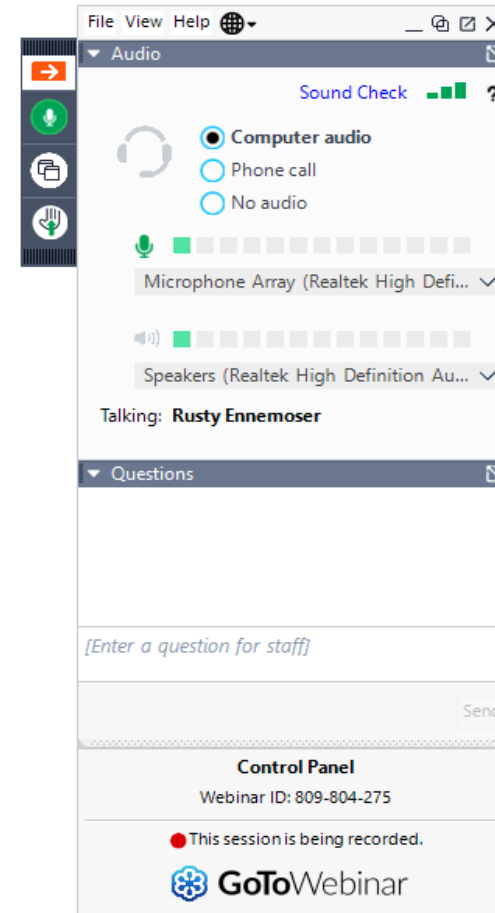 File View Help
Audio
Sound Check ?
Computer audio
Phone call
No audio
Microphone Array (Realtek High Defi...
Speakers (Realtek High Definition Au...
Talking: Rusty Ennemoser
Questions
[Enter a question for staff]
Send
Control Panel
Webinar ID: 809-804-275
This session is being recorded.
GoToWebinar